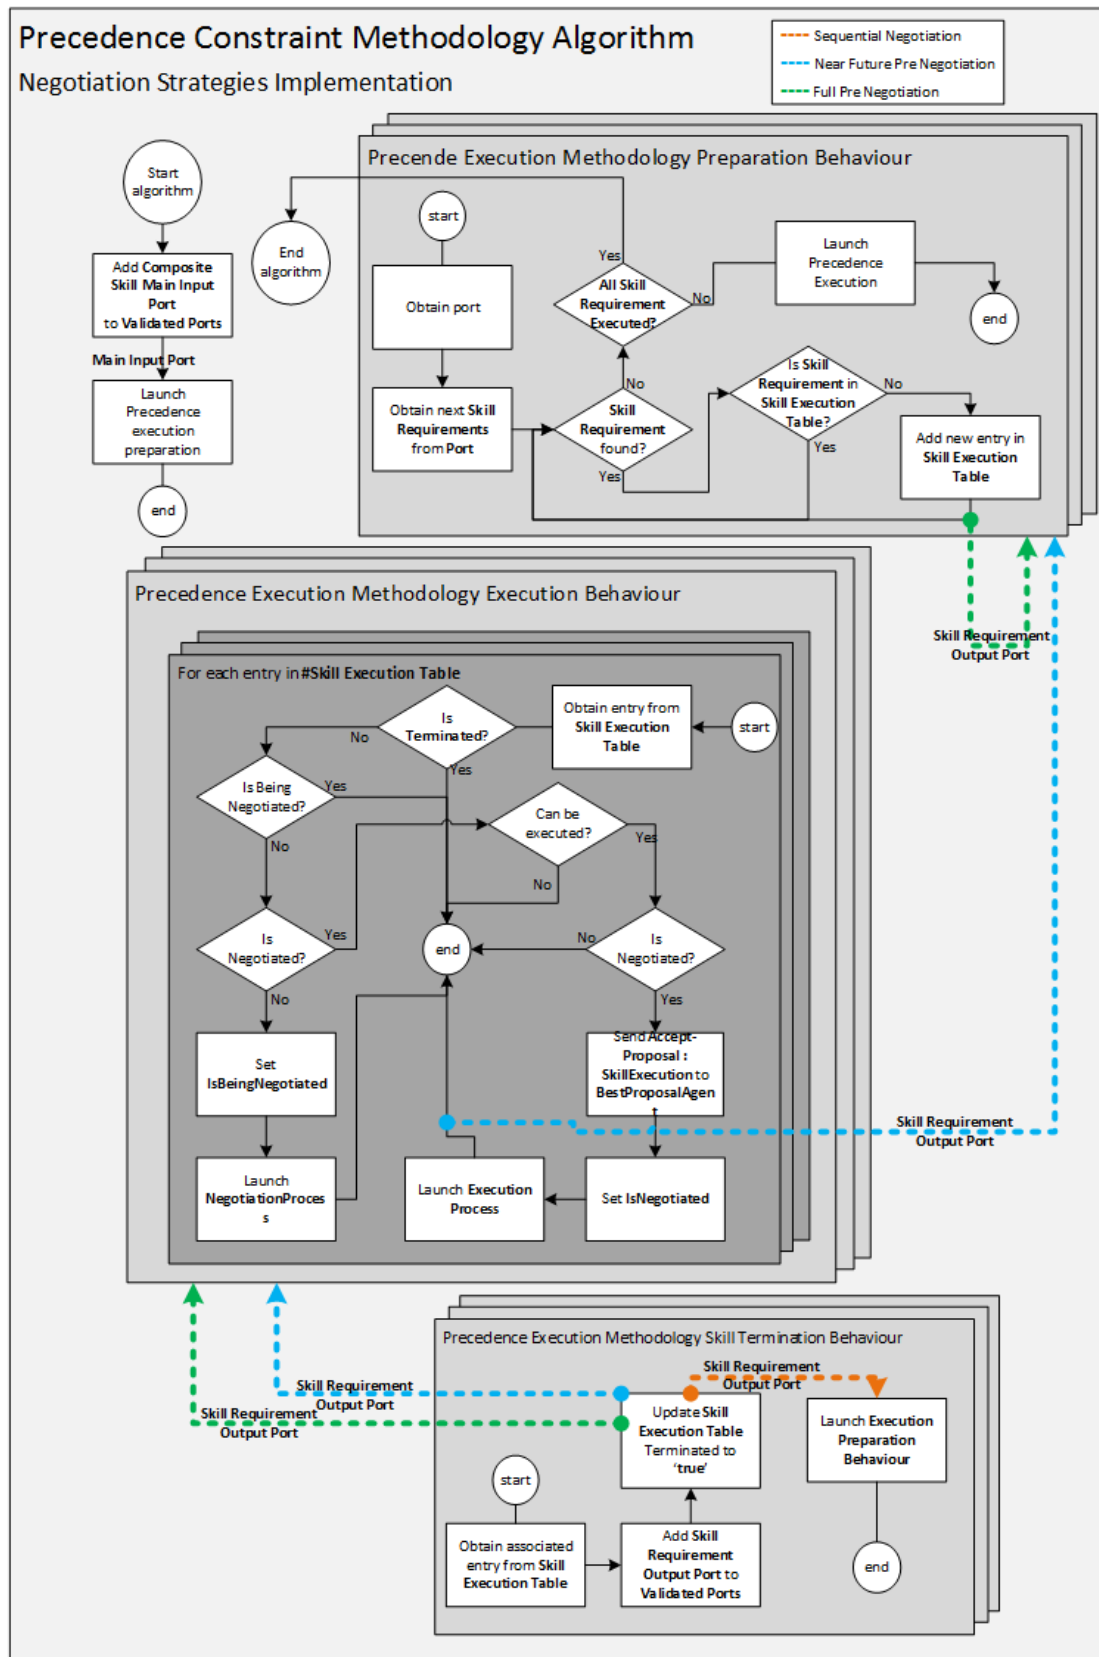 Precedence Constraint Methodology Algorithm
Negotiation Strategies Implementation
Sequential Negotiation
Near Future Pre Negotiation
Full Pre Negotiation
Start
algorithm
Add Composite
Skill Main Input
Port
to Validated Ports
Main Input Port
Launch
Precedence
execution
preparation
end
End
algorithm
Precende Execution Methodology Preparation Behaviour
start
Obtain port
Obtain next Skill
Requirements
from Port
Yes
All Skill
Requirement
Executed?
No
Launch
Precedence
Execution
end
No
Skill
Requirement
found?
Yes
Is Skill
Requirement in
Skill Execution
Table?
No
Yes
Add new entry in
Skill Execution
Table
Skill Requirement
Output Port
Precedence Execution Methodology Execution Behaviour
For each entry in #Skill Execution Table
Is
Terminated?
No
Yes
Obtain entry from
Skill Execution
Table
start
Is Being
Negotiated?
Yes
No
Can be
executed?
Yes
No
Is
Negotiated?
Yes
No
end
No
Is
Negotiated?
Yes
Set
IsBeingNegotiated
Send Accept-
Proposal :
SkillExecution to
BestProposalAgen
t
Skill Requirement
Output Port
Launch
NegotiationProces
s
Launch Execution
Process
Set IsNegotiated
Precedence Execution Methodology Skill Termination Behaviour
Skill Requirement
Output Port
Skill Requirement
Output Port
Skill Requirement
Output Port
Update Skill
Execution Table
Terminated to
‘true’
Launch Execution
Preparation
Behaviour
start
Obtain associated
entry from Skill
Execution Table
Add Skill
Requirement
Output Port to
Validated Ports
end